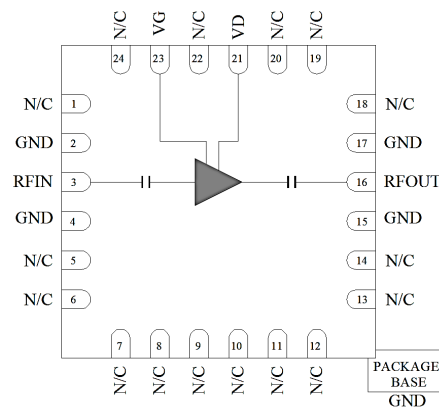 N/C VG N/C VD N/C N/C
24 23 22 21 20 19
N/C 1 18 N/C
GND 2 17 GND
RFIN 3 16 RFOUT
GND 4 15 GND
N/C 5 14 N/C
N/C 6 13 N/C
7 8 9 10 11 12
N/C N/C N/C N/C N/C N/C
PACKAGE
BASE
GND